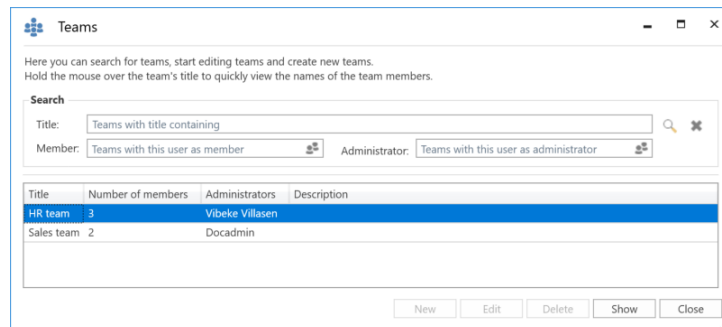 Teams
Here you can search for teams, start editing teams and create new teams.
Hold the mouse over the team's title to quickly view the names of the team members.
Search
Title: Teams with title containing
Member: Teams with this user as member Administrator: Teams with this user as administrator
Title Number of members Administrators Description
HR team 3 Vibeke Villasen
Sales team 2 Docadmin
New Edit Delete Show Close